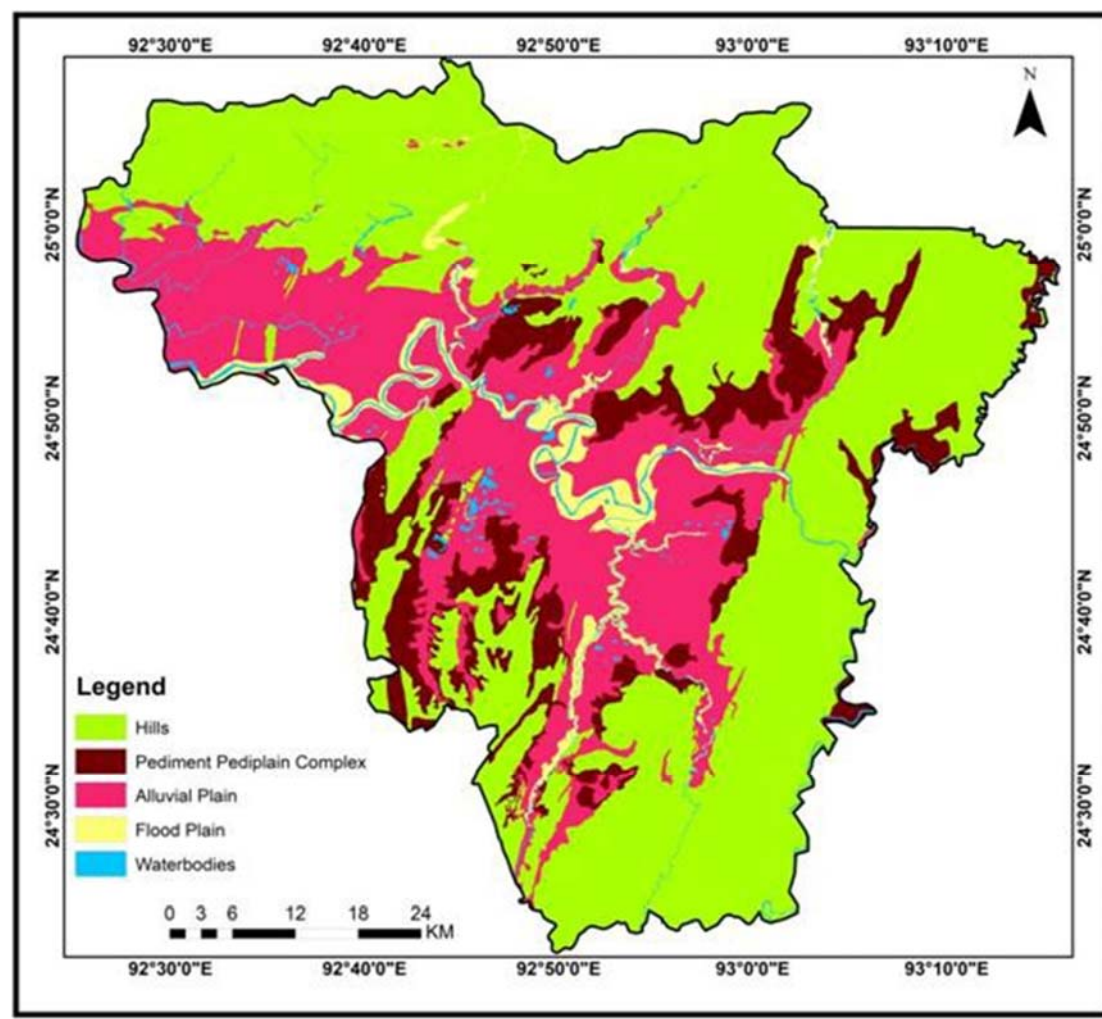 92°30'0"E 92°40'0"E 92°50'0"E 93°0'0"E 93°10'0"E
N
25°0'0"N 25°0'0"N
24°50'0"N 24°50'0"N
24°40'0"N 24°40'0"N
24°30'0"N 24°30'0"N
Legend
Hills
Pediment Pediplain Complex
Alluvial Plain
Flood Plain
Waterbodies
0 3 6 12 18 24
KM
92°30'0"E 92°40'0"E 92°50'0"E 93°0'0"E 93°10'0"E